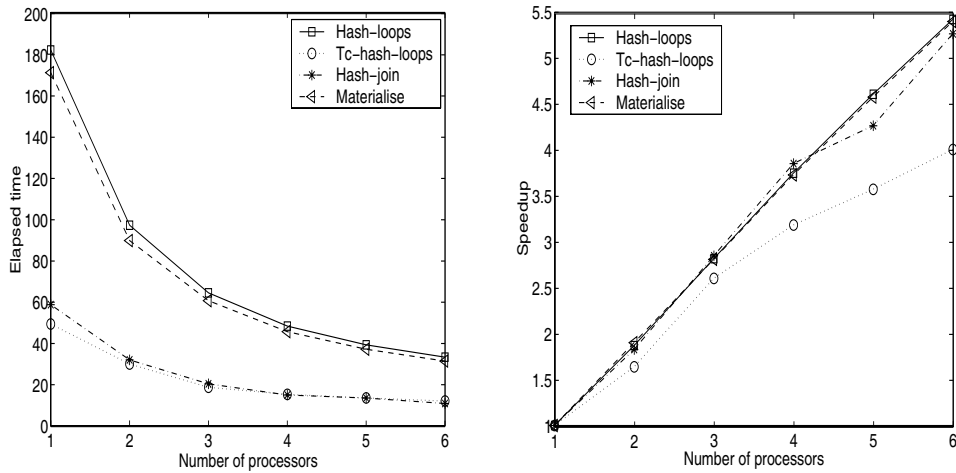 200
180
160
140
120
100
80
60
40
20
0
Elapsed time
1 2 3 4 5 6
Number of processors
Hash-loops
Tc-hash-loops
Hash-join
Materialise
5.5
5
4.5
4
3.5
3
2.5
2
1.5
1
Speedup
1 2 3 4 5 6
Number of processors
Hash-loops
Tc-hash-loops
Hash-join
Materialise